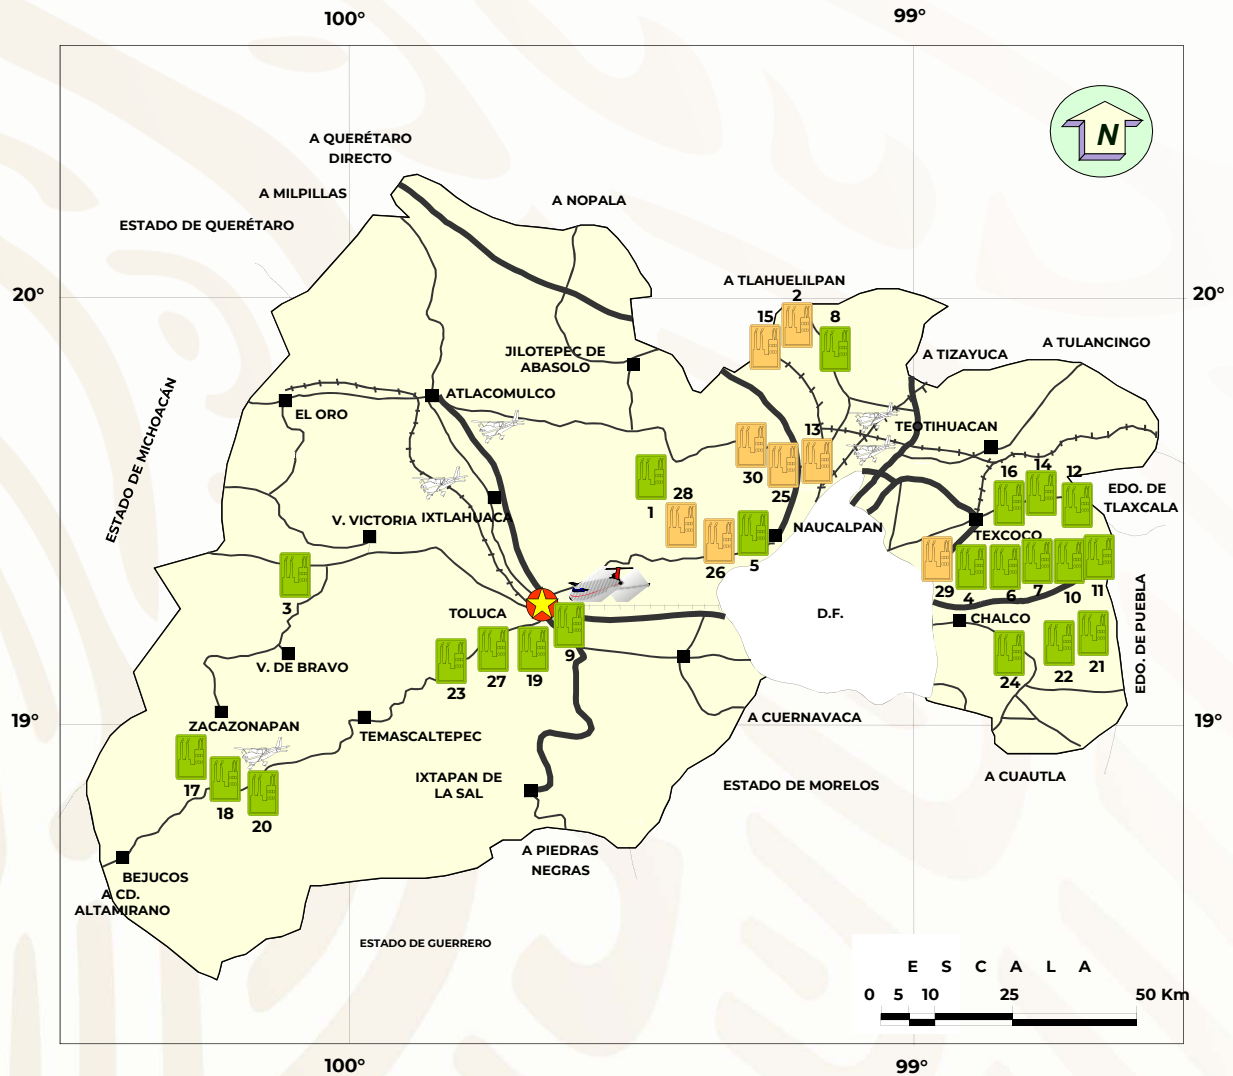 100°
99°
N
A QUERÉTARO
DIRECTO
A MILPILLAS
A NOPALA
ESTADO DE QUERÉTARO
20°
A TLAHUELILPAN
20°
2
15
8
A TULANCINGO
A TIZAYUCA
JILOTEPEC DE
ABASOLO
ATLACOMULCO
EL ORO
ESTADO DE MICHOACÁN
TEOTIHUACAN
13
30
25
16
14
12
EDO. DE
TLAXCALA
28
1
V. VICTORIA
IXTLAHUACA
NAUCALPAN
TEXCOCO
26
5
29
4
6
7
10
11
3
TOLUCA
D.F.
CHALCO
EDO. DE PUEBLA
9
V. DE BRAVO
23
27
19
24
22
21
19°
ZACAZONAPAN
TEMASCALTEPEC
A CUERNAVACA
19°
IXTAPAN DE
LA SAL
ESTADO DE MORELOS
A CUAUTLA
17
18
20
A PIEDRAS
NEGRAS
BEJUCOS
A CD.
ALTAMIRANO
ESTADO DE GUERRERO
E S C A L A
0 5 10 25 50 Km
100°
99°